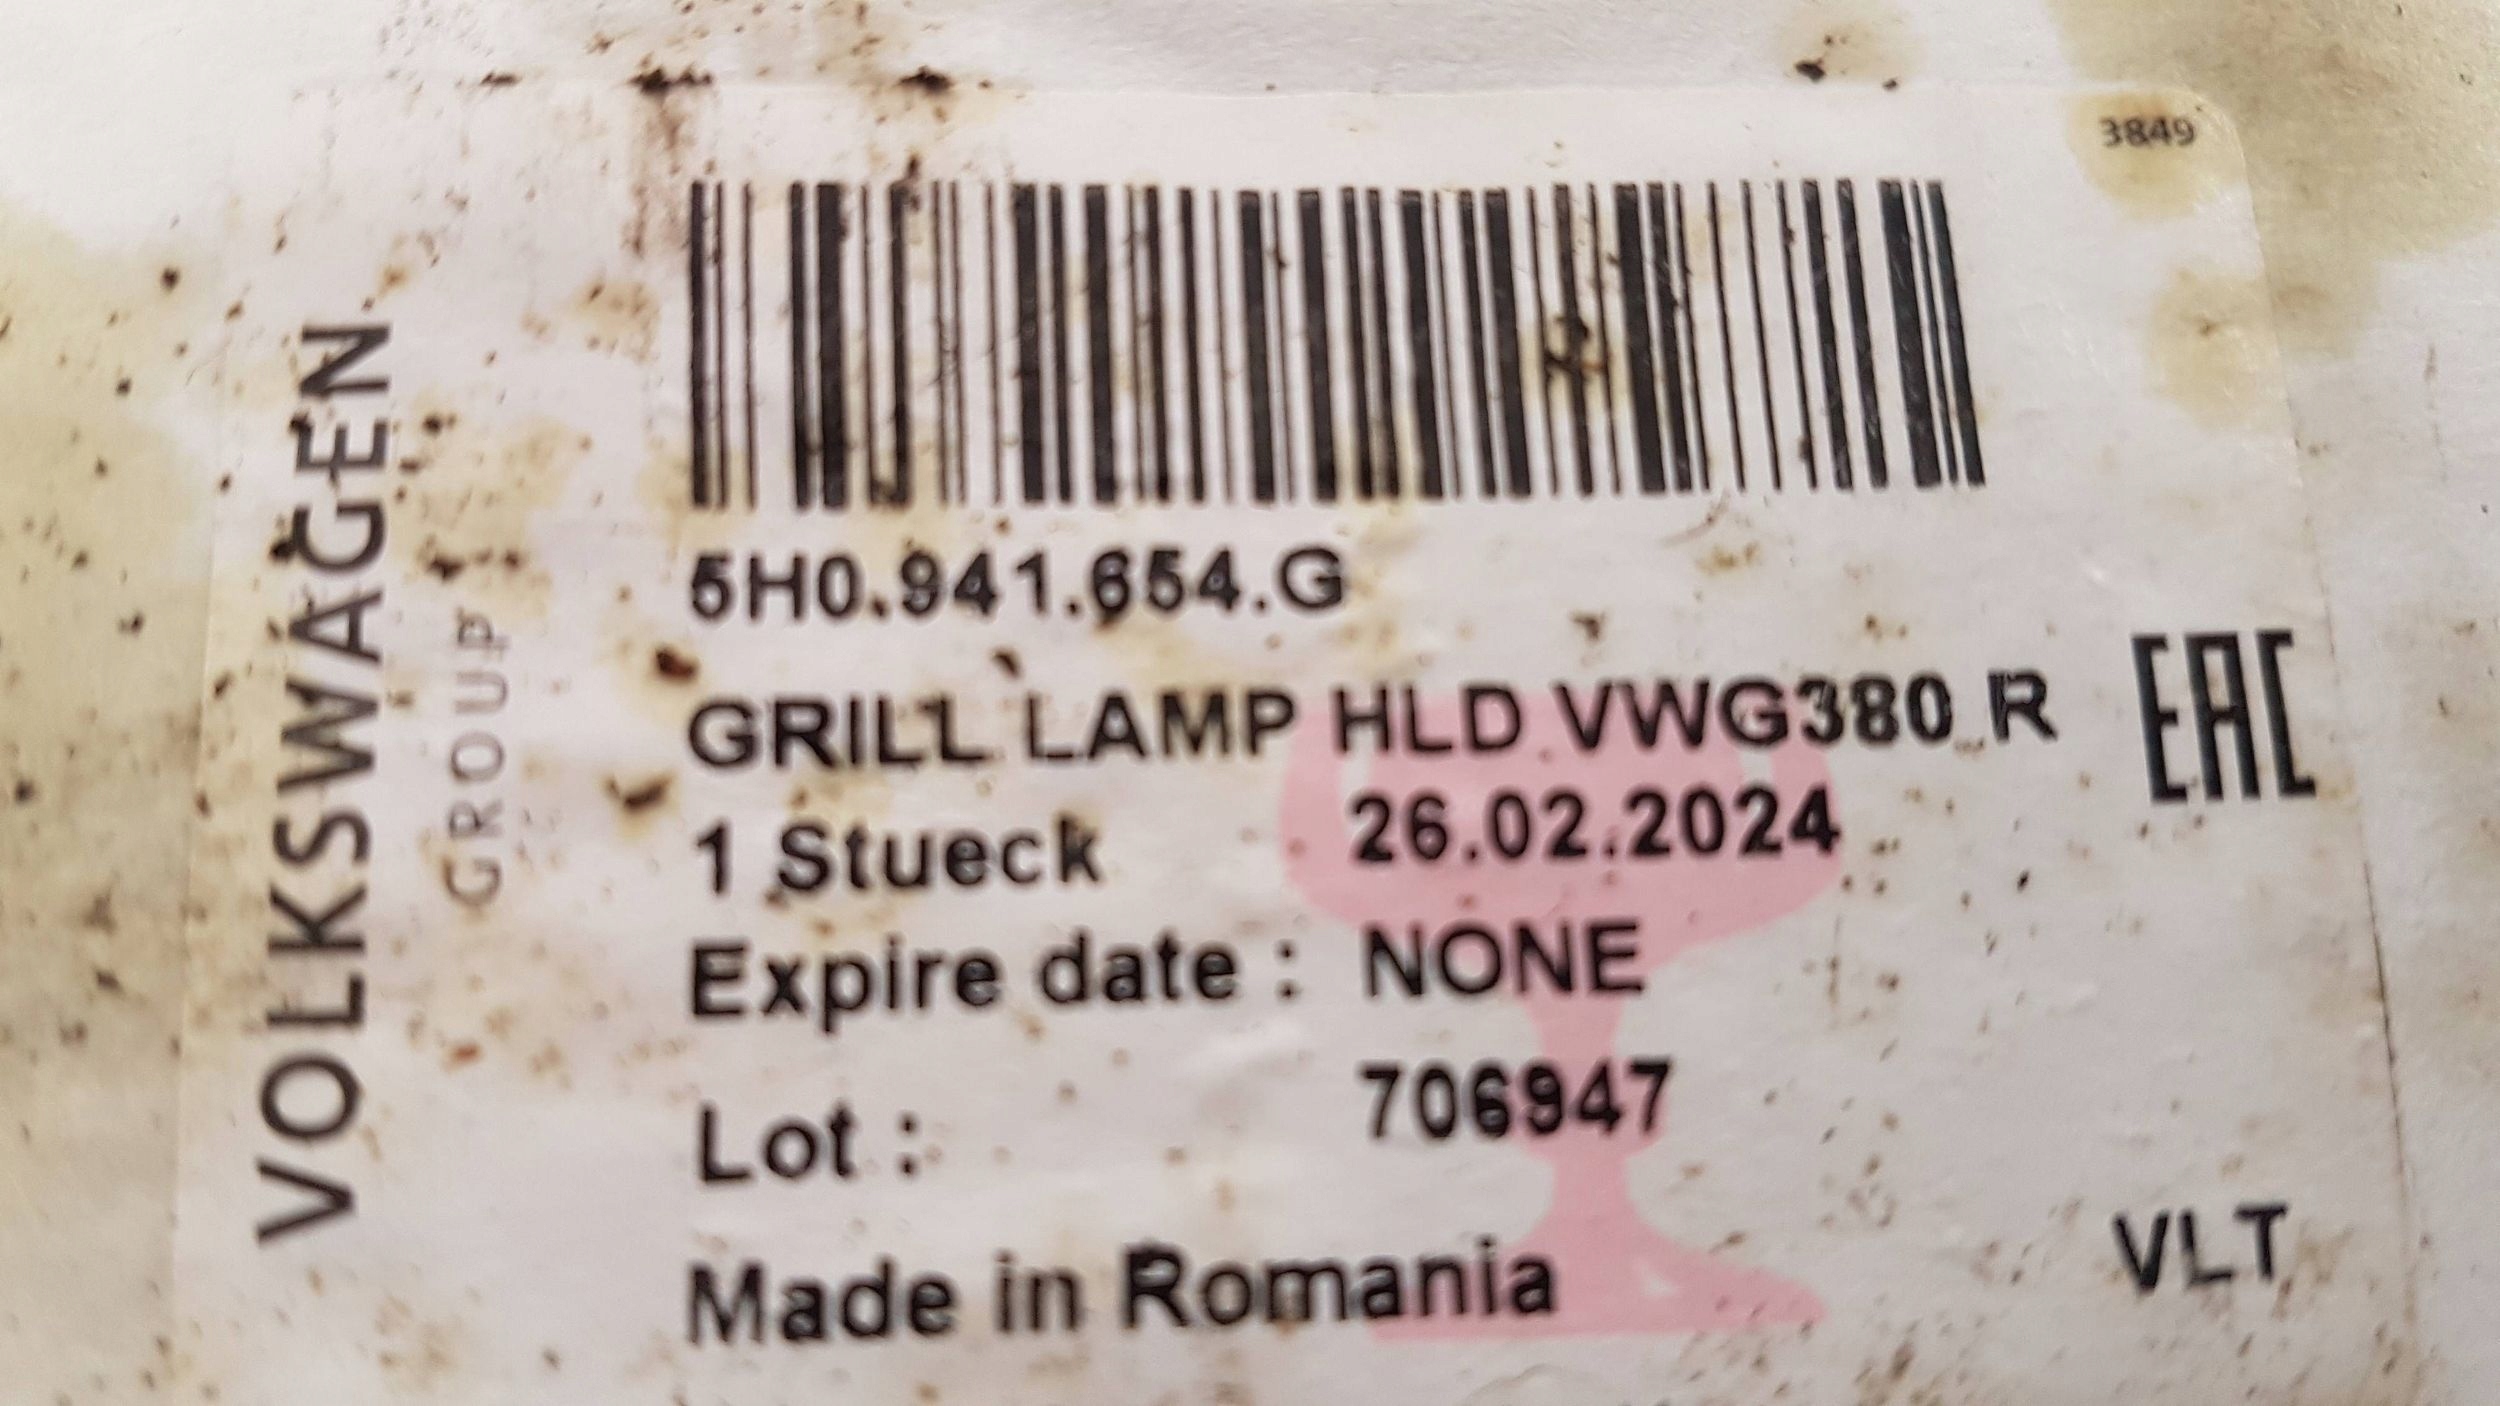 3849
VOLKSWAGEN
GROUP
5H0.941.654.G
GRILL LAMP HLD VWG380 R
EAC
1 Stueck 26.02.2024
Expire date : NONE
Lot : 706947
Made in Romania
VLT